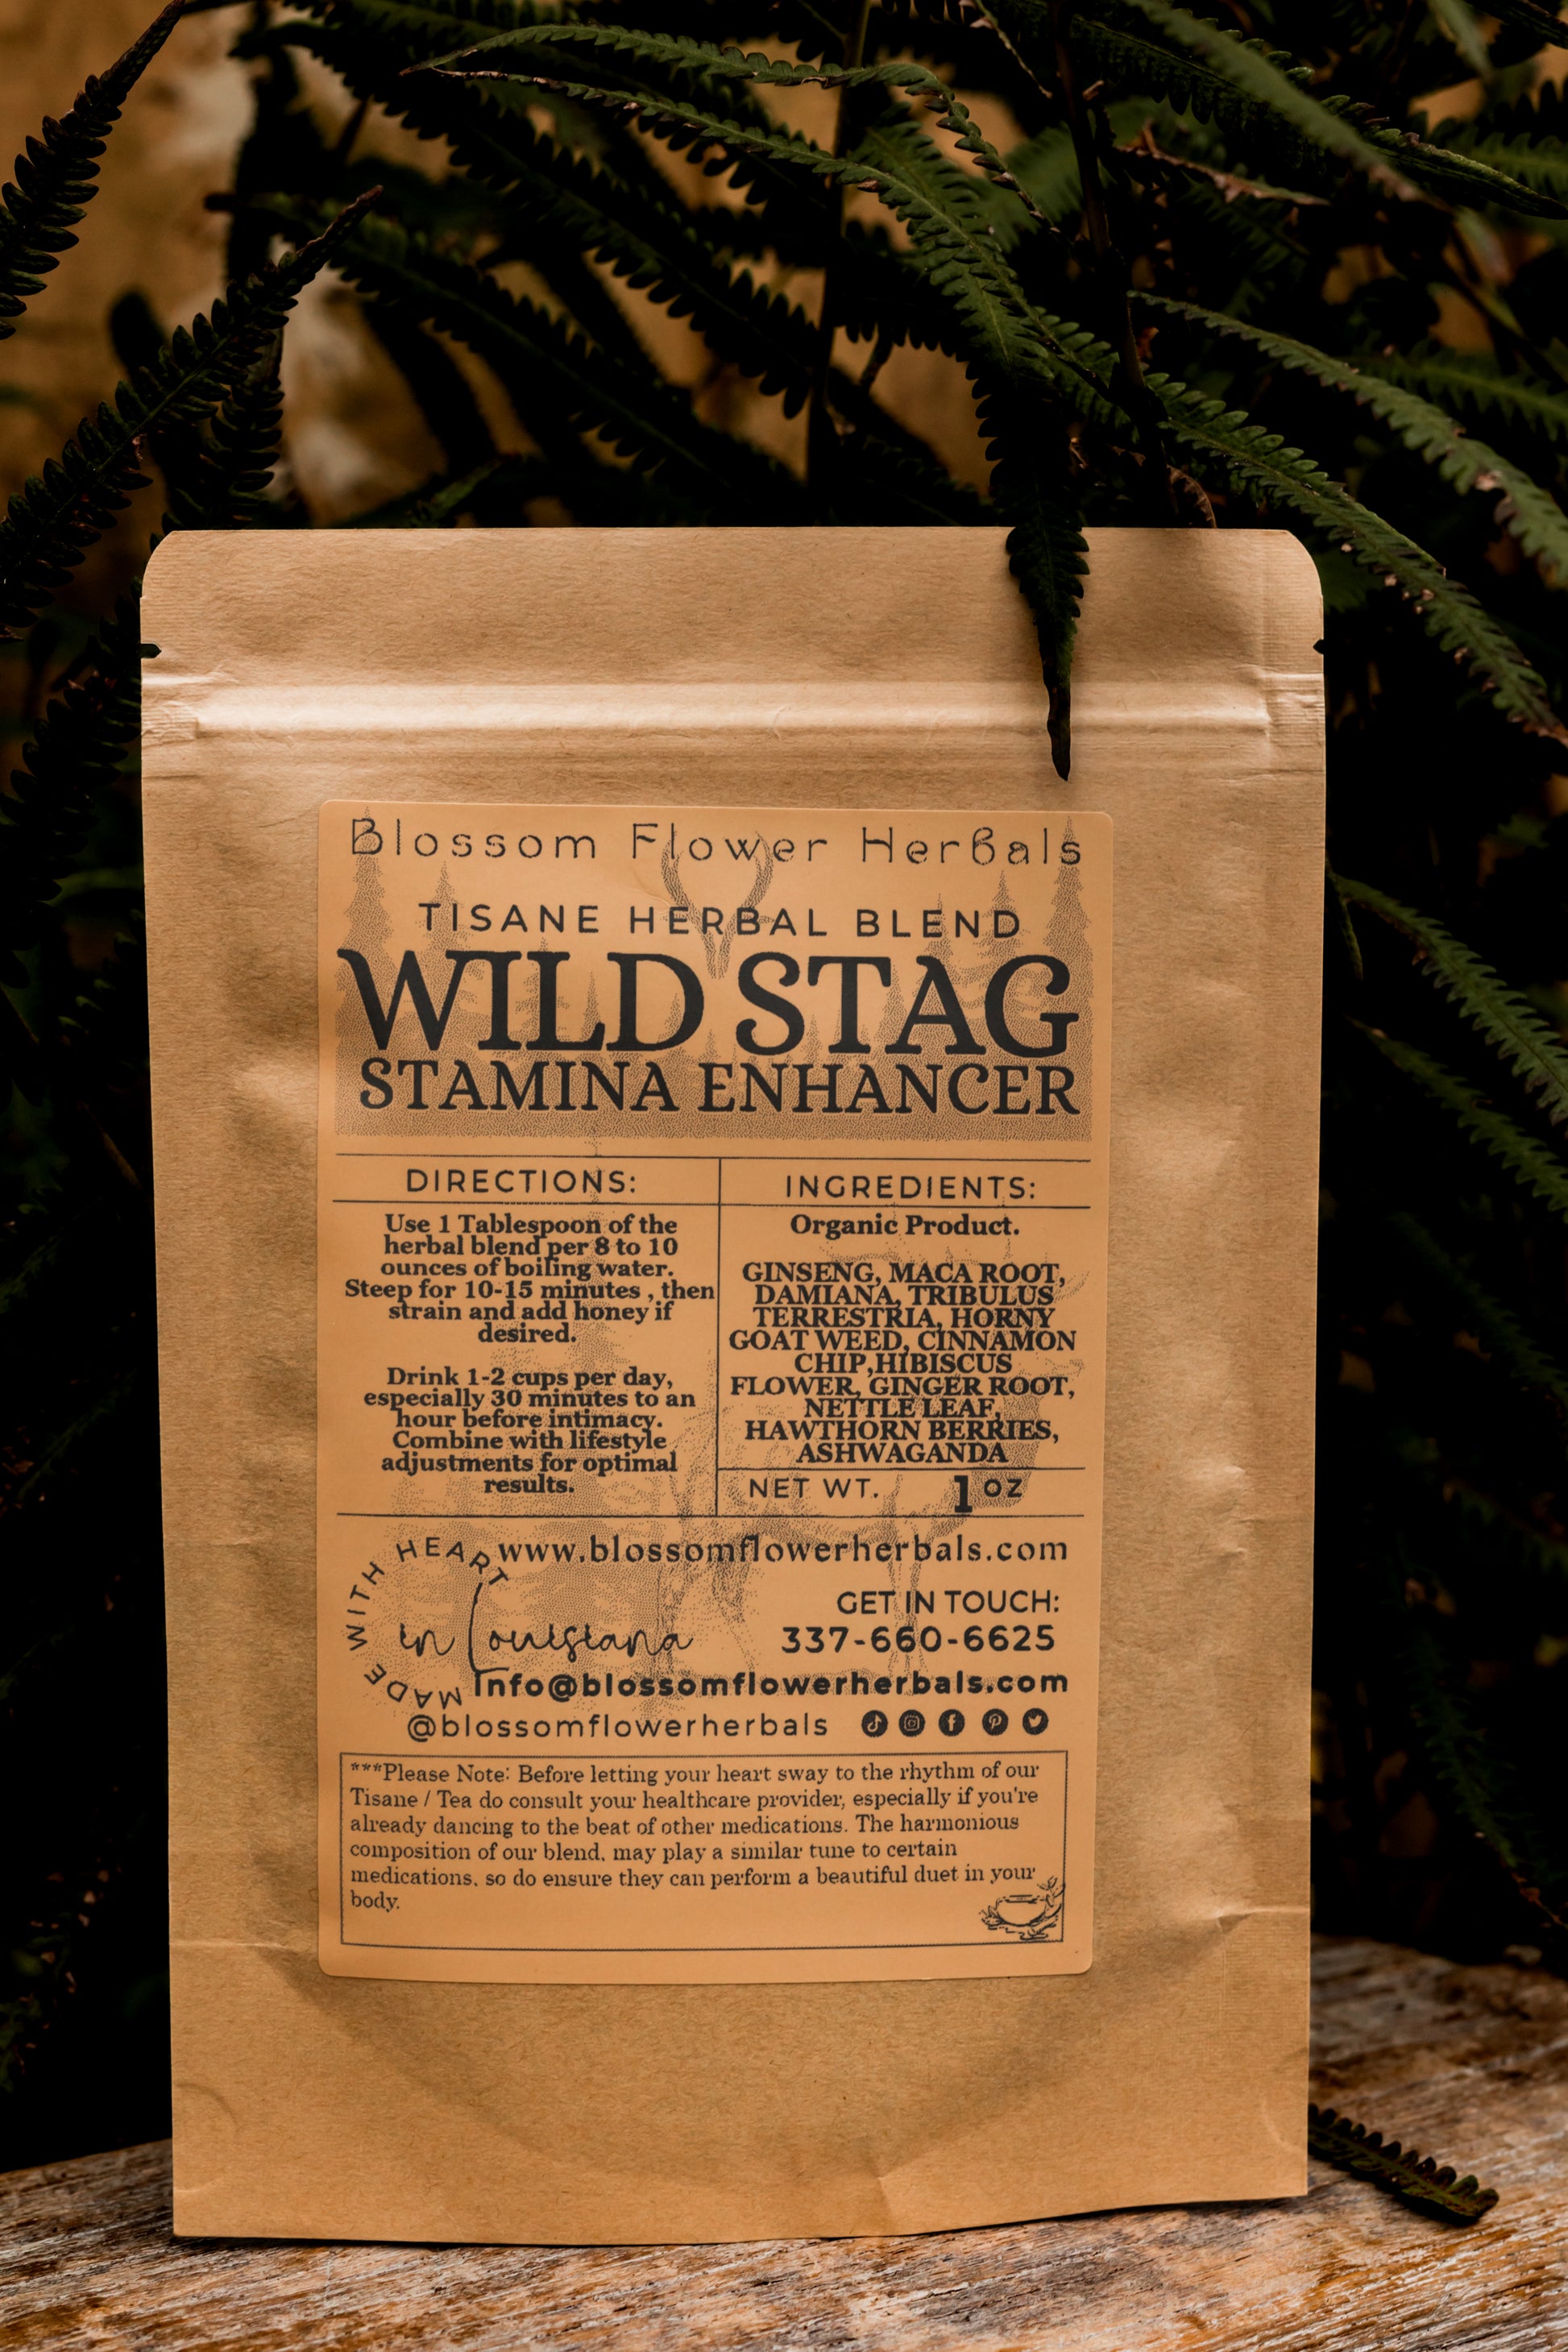 Blossom Flower Herbals
TISANE HERBAL BLEND
WILD STAG
STAMINA ENHANCER
DIRECTIONS:
Use 1 Tablespoon of the
herbal blend per 8 to 10
ounces of boiling water.
Steep for 10-15 minutes , then
strain and add honey if
desired.
Drink 1-2 cups per day,
especially 30 minutes to an
hour before intimacy.
Combine with lifestyle
adjustments for optimal
results.
INGREDIENTS:
Organic Product.
GINSENG, MACA ROOT,
DAMIANA, TRIBULUS
TERRESTRIA, HORNY
GOAT WEED, CINNAMON
CHIP,HIBISCUS
FLOWER, GINGER ROOT,
NETTLE LEAF,
HAWTHORN BERRIES,
ASHWAGANDA
NET WT. 1 oz
MADE WITH HEART
in Louisiana
www.blossomflowerherbals.com
GET IN TOUCH:
337-660-6625
info@blossomflowerherbals.com
@blossomflowerherbals
***Please Note: Before letting your heart sway to the rhythm of our
Tisane / Tea do consult your healthcare provider, especially if you're
already dancing to the beat of other medications. The harmonious
composition of our blend, may play a similar tune to certain
medications, so do ensure they can perform a beautiful duet in your
body.